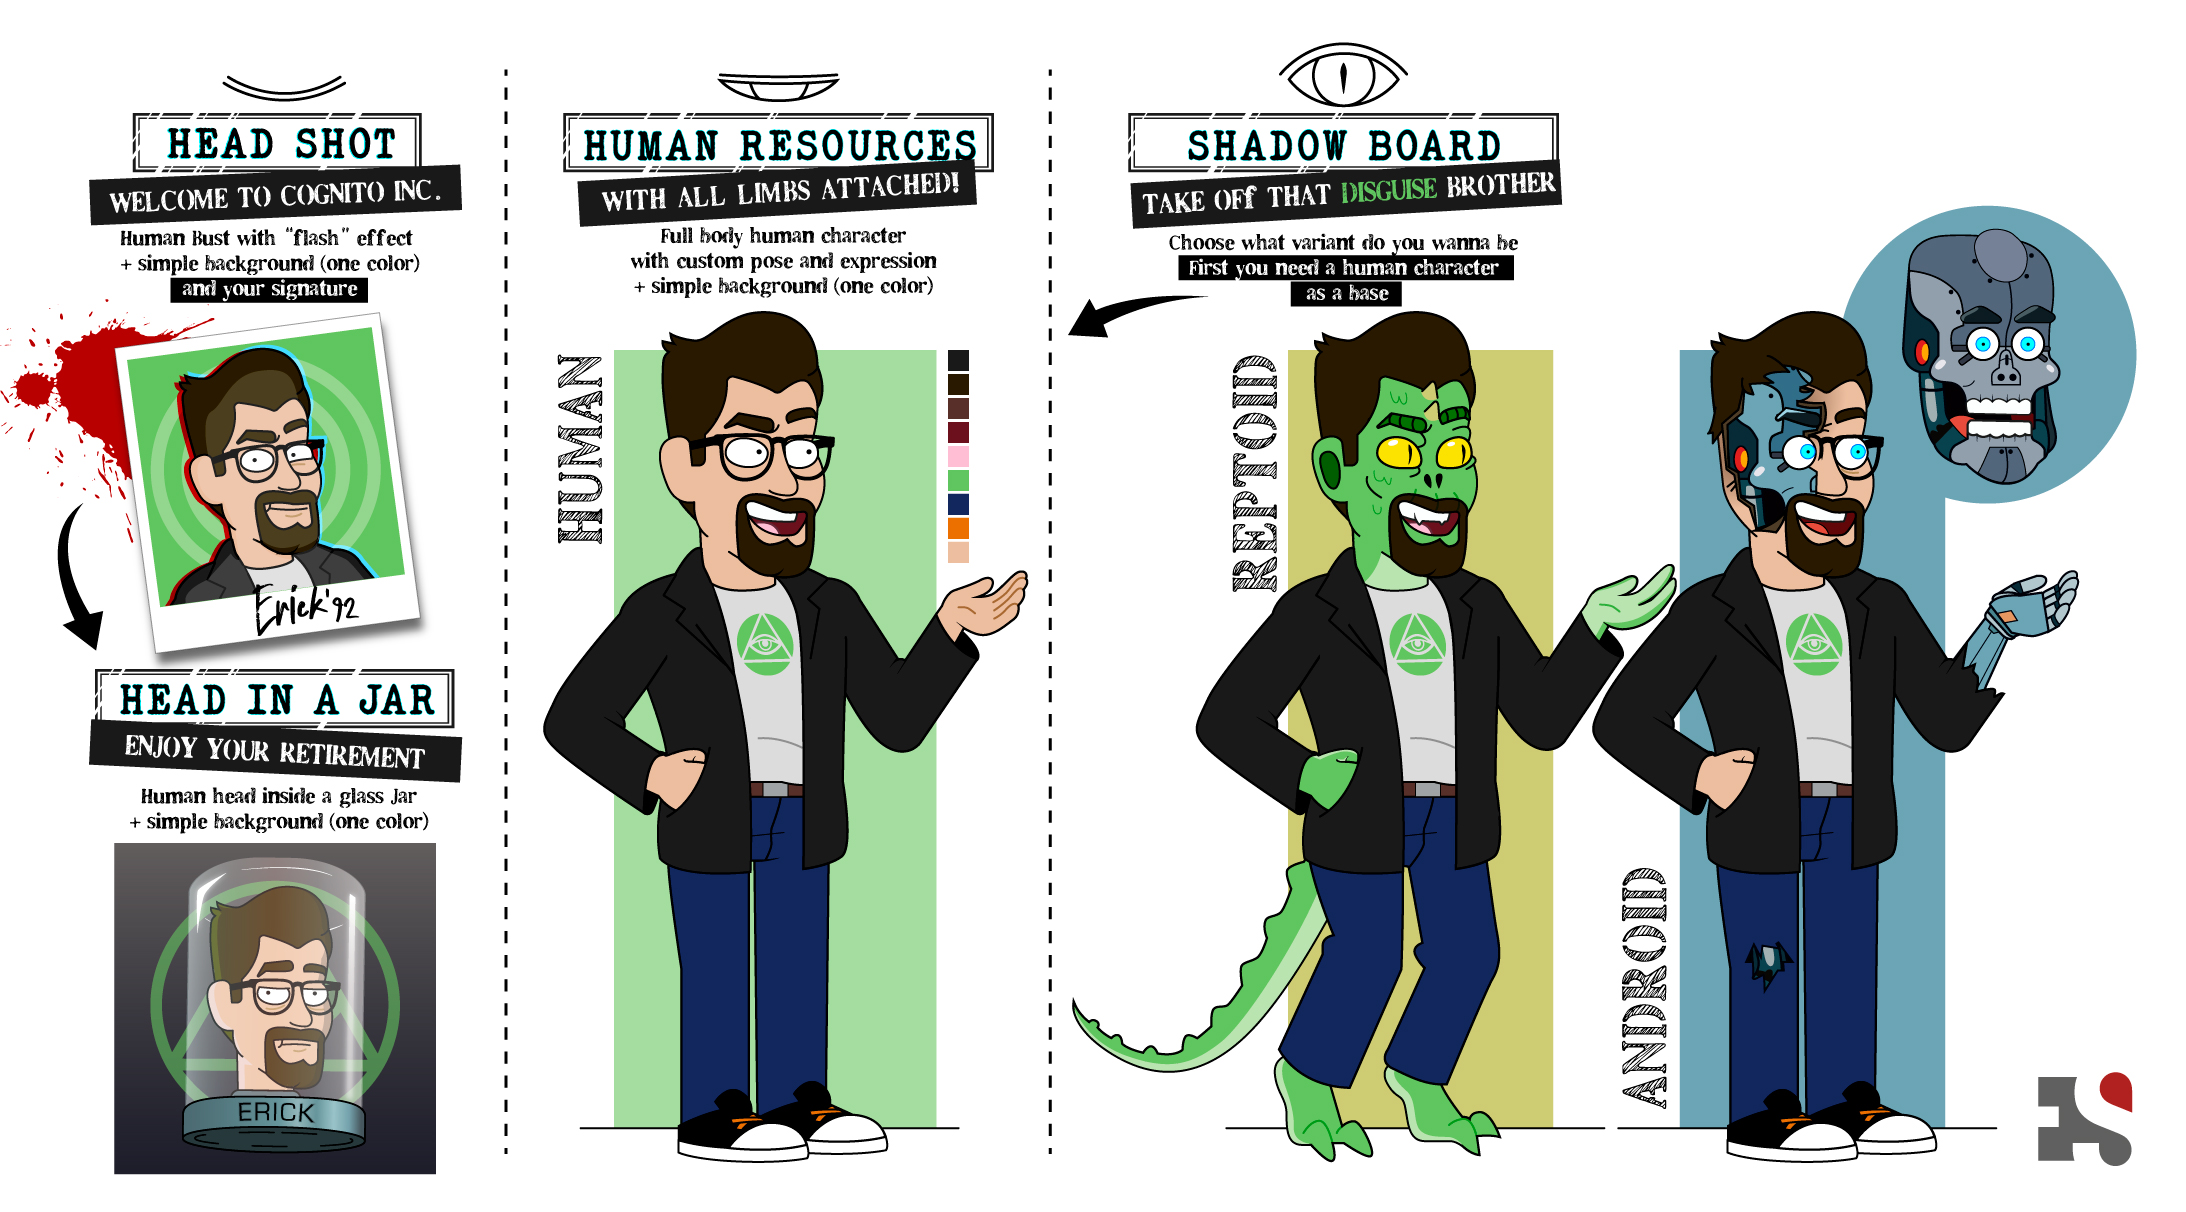 HEAD SHOT
WELCOME TO COGNITO INC.
Human Bust with "flash" effect
+ simple background (one color)
and your signature
Erick'92
HEAD IN A JAR
ENJOY YOUR RETIREMENT
Human head inside a glass Jar
+ simple background (one color)
ERICK
HUMAN RESOURCES
WITH ALL LIMBS ATTACHED!
Full body human character
with custom pose and expression
+ simple background (one color)
HUMAN
SHADOW BOARD
TAKE OFf THAT DISGUISE BROTHER
Choose what variant do you wanna be
First you need a human character
as a base
REPTOID
ANDROID
ES